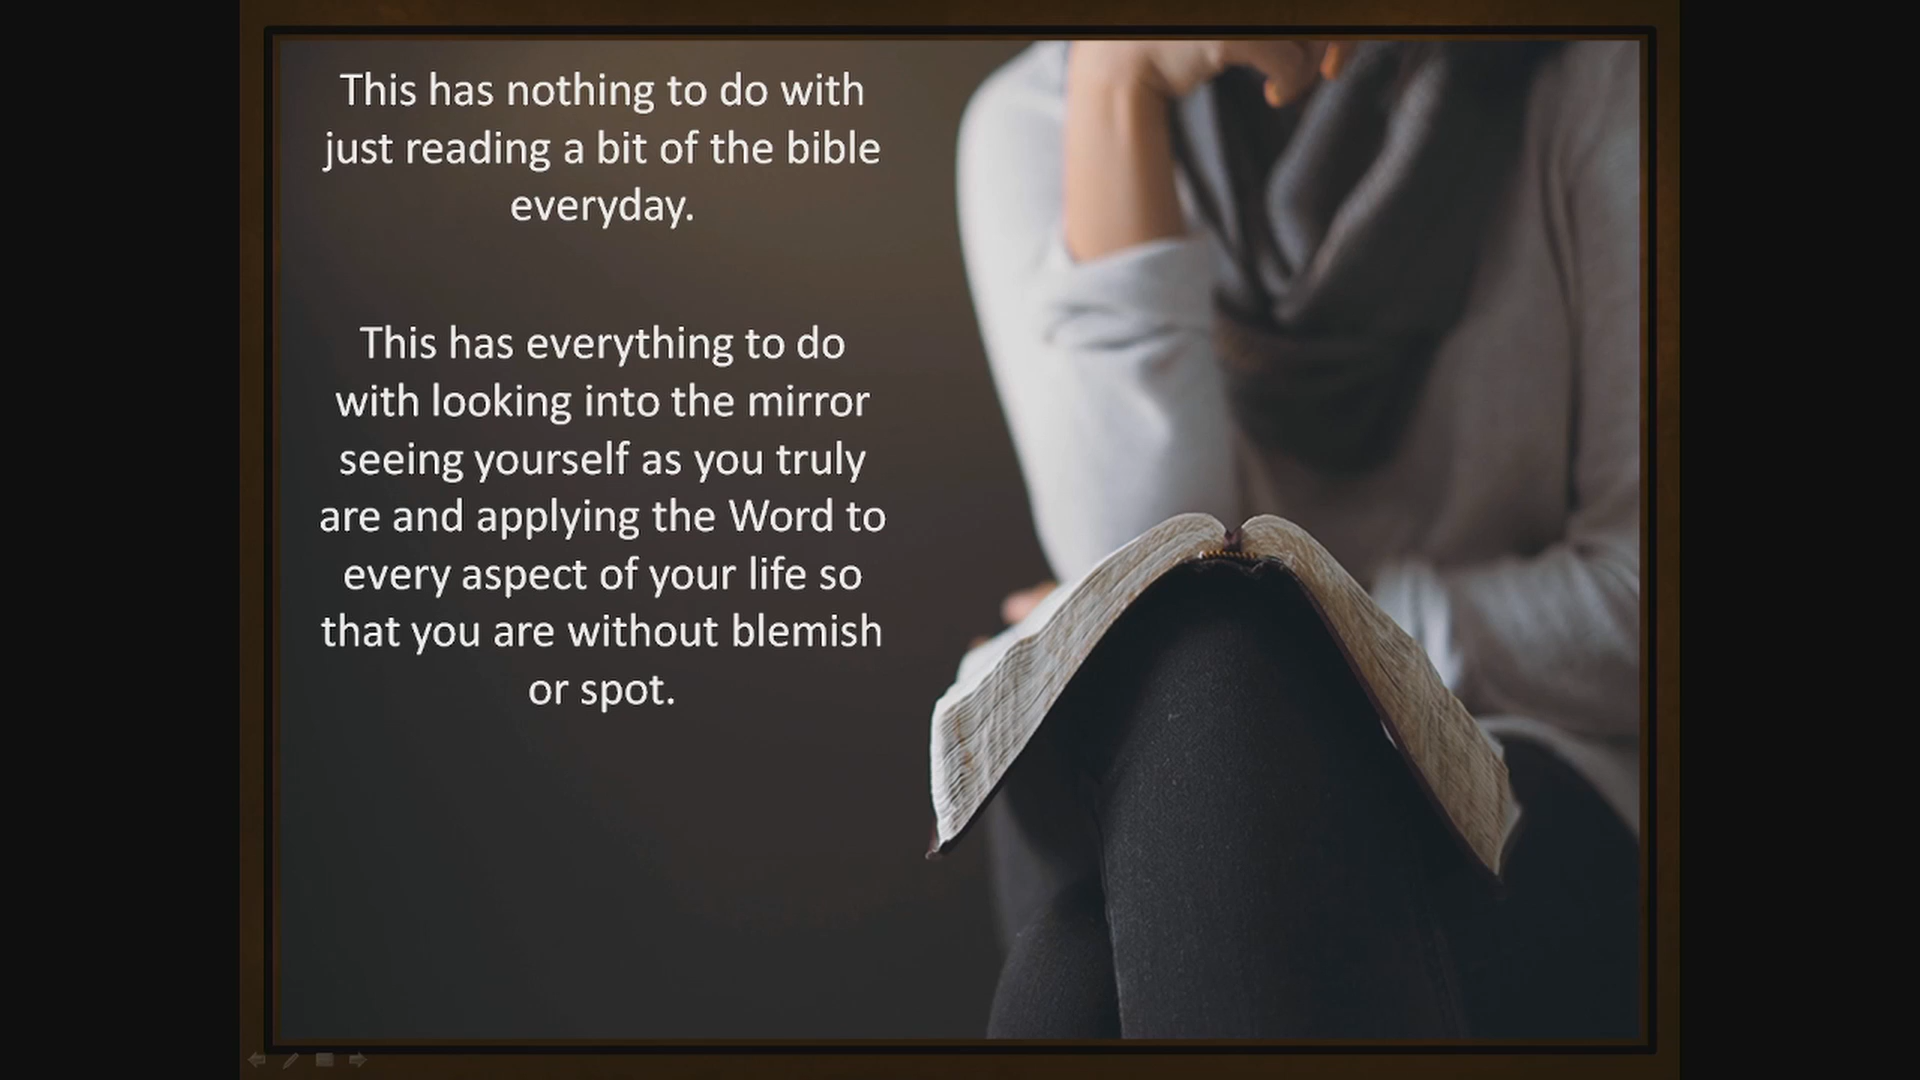 This has nothing to do with
just reading a bit of the bible
everyday.
This has everything to do
with looking into the mirror
seeing yourself as you truly
are and applying the Word to
every aspect of your life so
that you are without blemish
or spot.